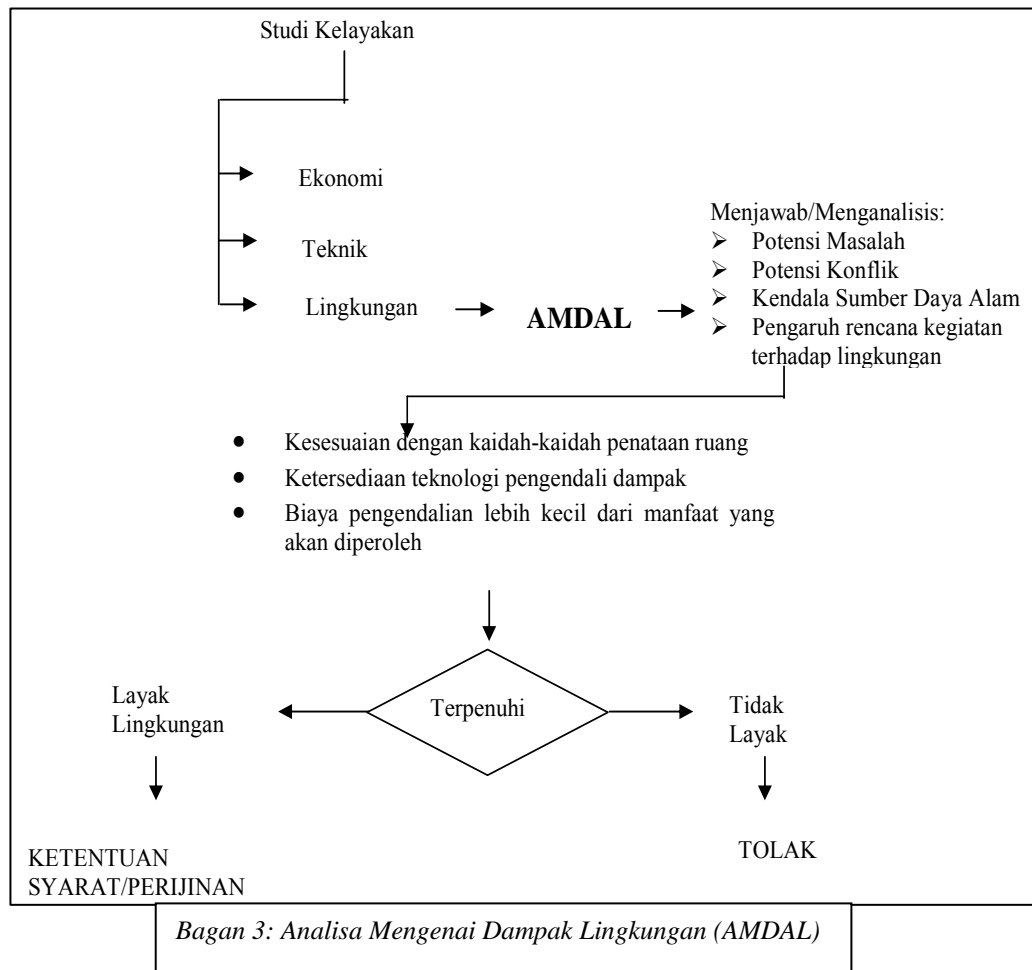 Studi Kelayakan
Ekonomi
Teknik
Lingkungan
AMDAL
Menjawab/Menganalisis:
➢ Potensi Masalah
➢ Potensi Konflik
➢ Kendala Sumber Daya Alam
➢ Pengaruh rencana kegiatan
terhadap lingkungan
● Kesesuaian dengan kaidah-kaidah penataan ruang
● Ketersediaan teknologi pengendali dampak
● Biaya pengendalian lebih kecil dari manfaat yang
akan diperoleh
Terpenuhi
Layak
Lingkungan
Tidak
Layak
KETENTUAN
SYARAT/PERIJINAN
TOLAK
Bagan 3: Analisa Mengenai Dampak Lingkungan (AMDAL)